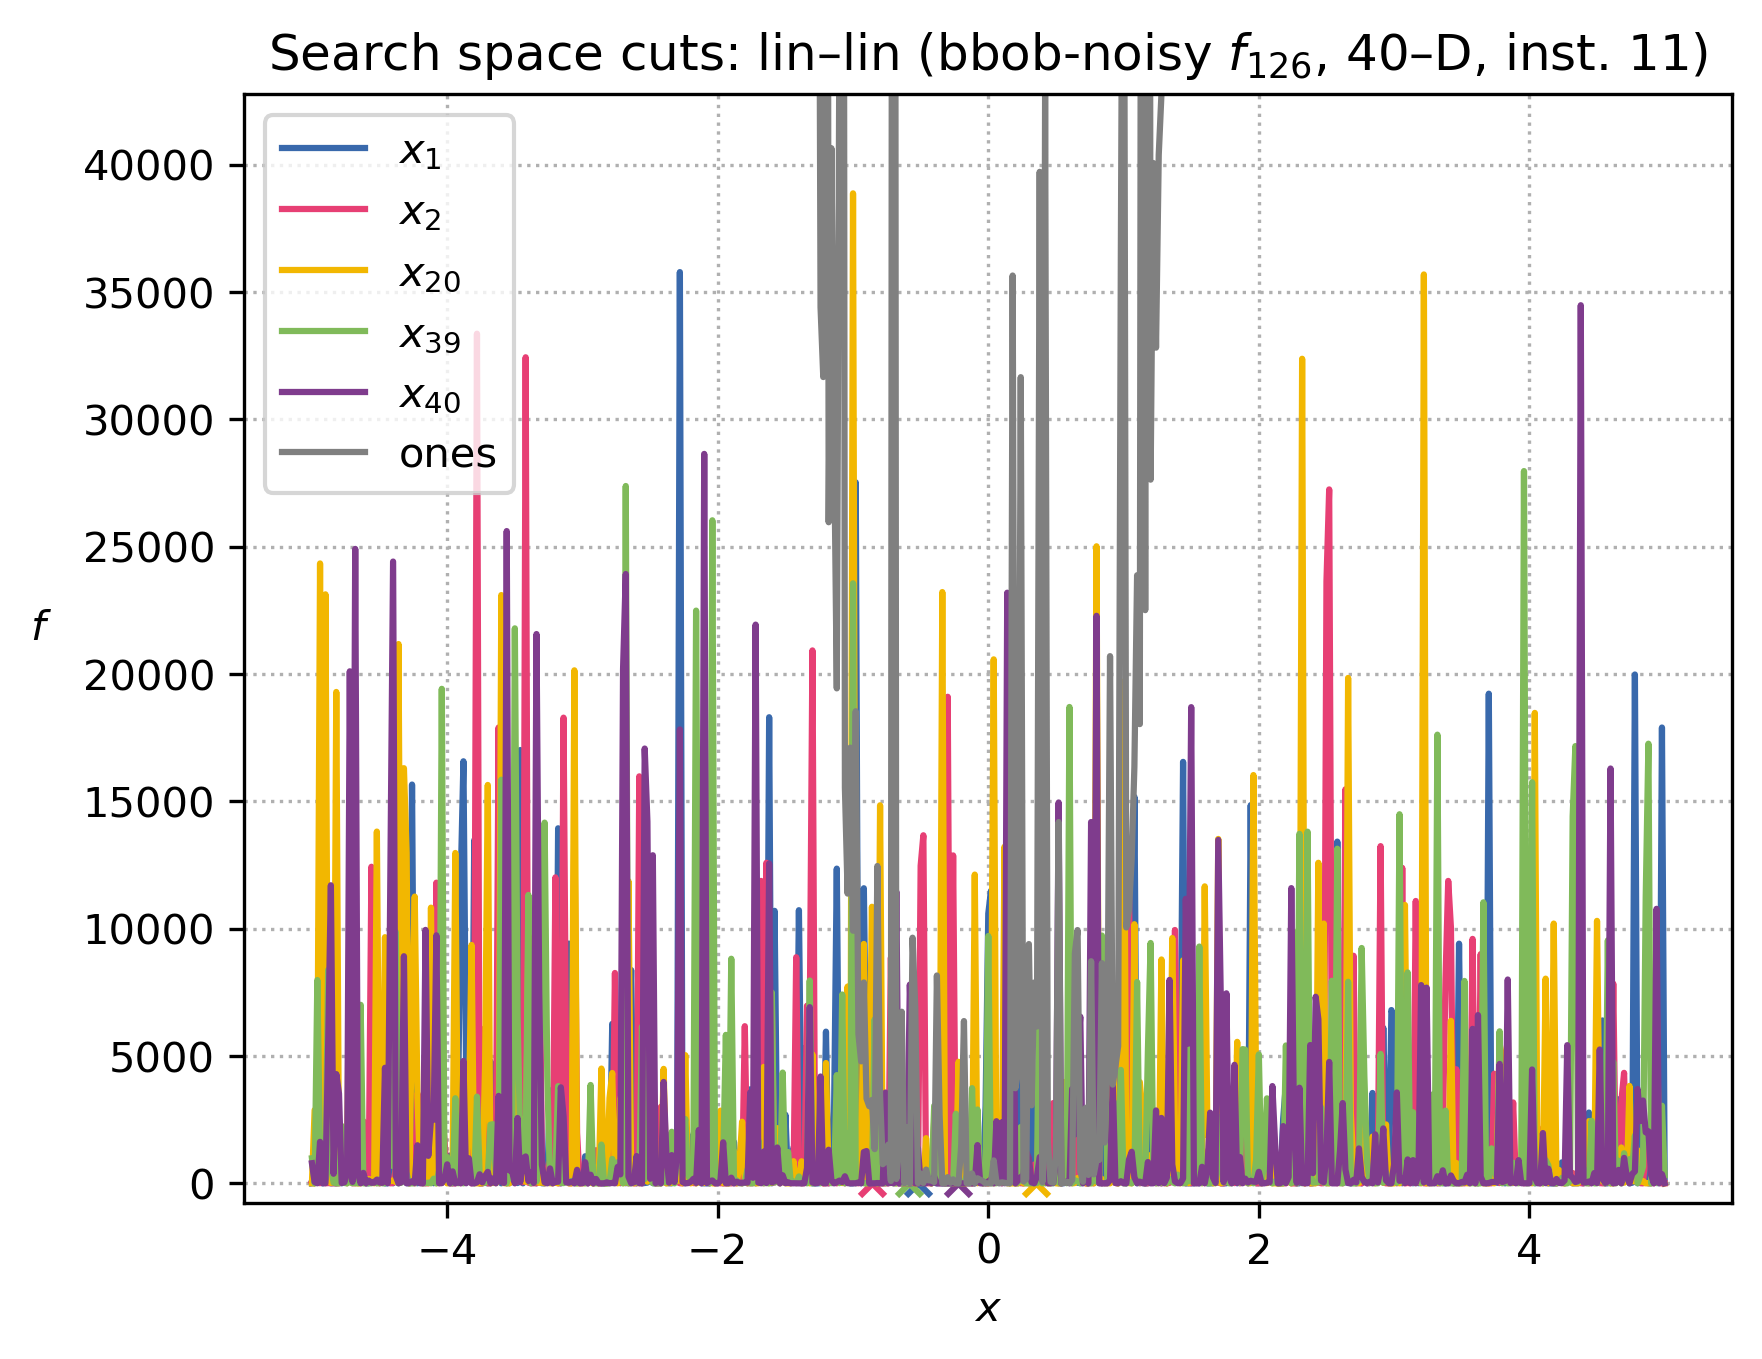 Search space cuts: lin–lin (bbob-noisy f126, 40–D, inst. 11)
x1
x2
x20
x39
x40
ones
40000
35000
30000
25000
20000
15000
10000
5000
0
f
−4 −2 0 2 4
x